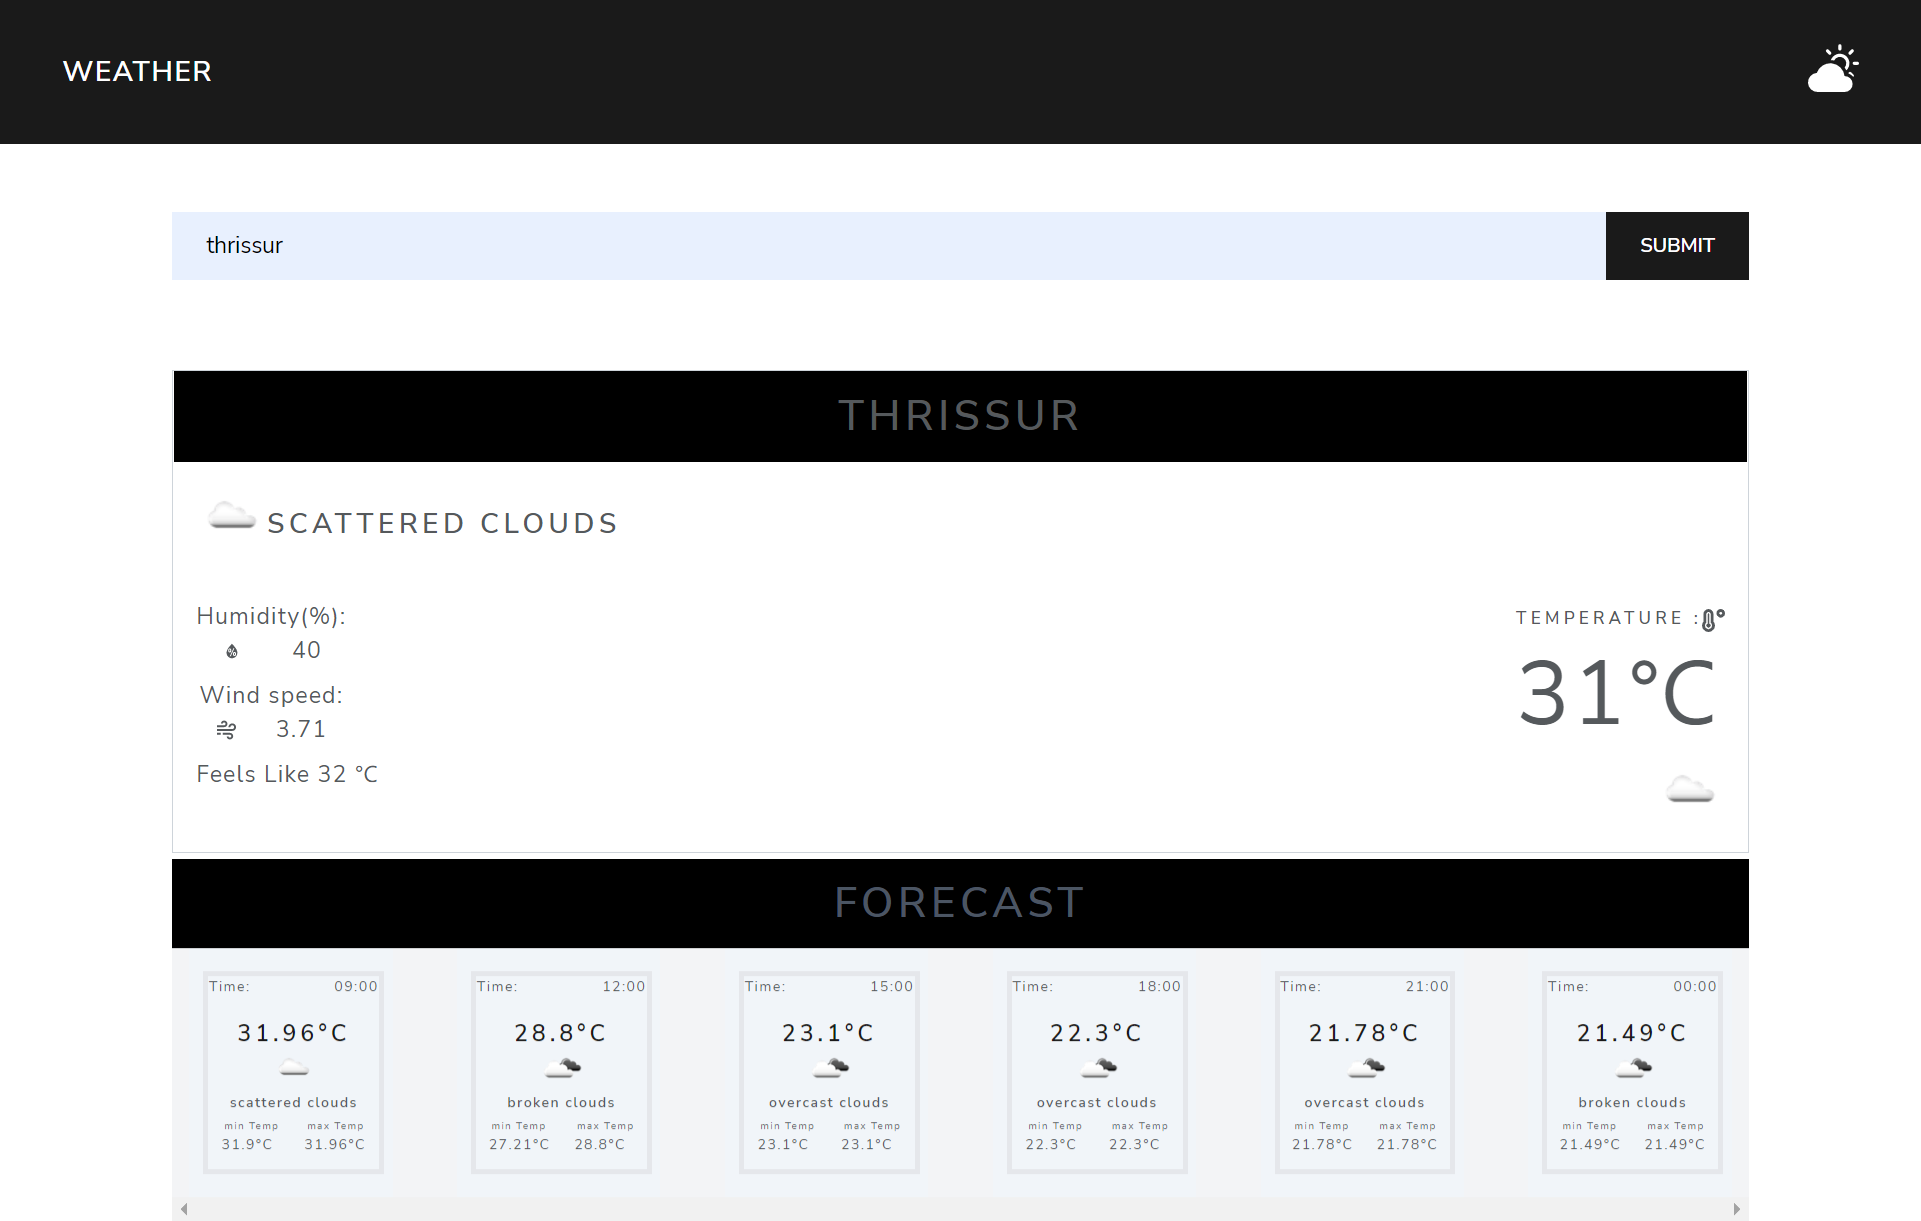 WEATHER
thrissur
SUBMIT
THRISSUR
SCATTERED CLOUDS
Humidity(%):
40
Wind speed:
3.71
Feels Like 32 °C
TEMPERATURE :
31°C
FORECAST
Time: 09:00
31.96°C
scattered clouds
min Temp max Temp
31.9°C 31.96°C
Time: 12:00
28.8°C
broken clouds
min Temp max Temp
27.21°C 28.8°C
Time: 15:00
23.1°C
overcast clouds
min Temp max Temp
23.1°C 23.1°C
Time: 18:00
22.3°C
overcast clouds
min Temp max Temp
22.3°C 22.3°C
Time: 21:00
21.78°C
overcast clouds
min Temp max Temp
21.78°C 21.78°C
Time: 00:00
21.49°C
broken clouds
min Temp max Temp
21.49°C 21.49°C